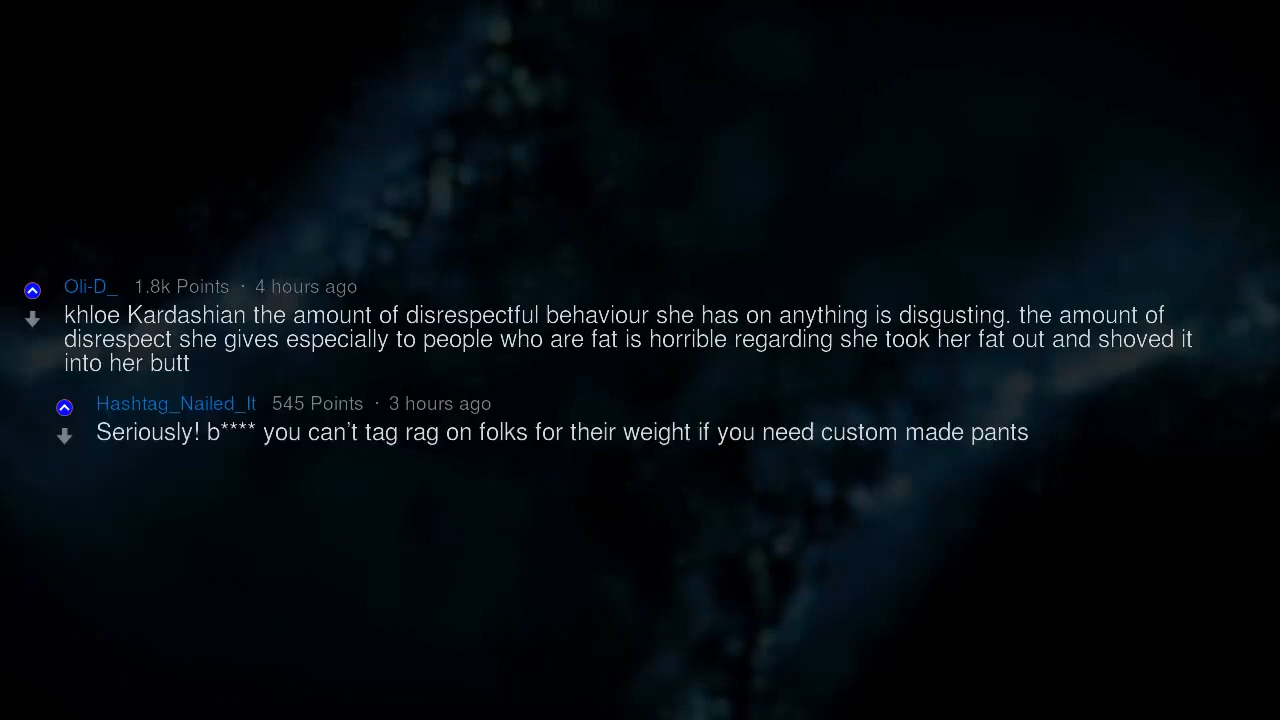 Oli-D_ 1.8k Points · 4 hours ago
khloe Kardashian the amount of disrespectful behaviour she has on anything is disgusting. the amount of
disrespect she gives especially to people who are fat is horrible regarding she took her fat out and shoved it
into her butt
Hashtag_Nailed_It 545 Points · 3 hours ago
Seriously! b**** you can't tag rag on folks for their weight if you need custom made pants